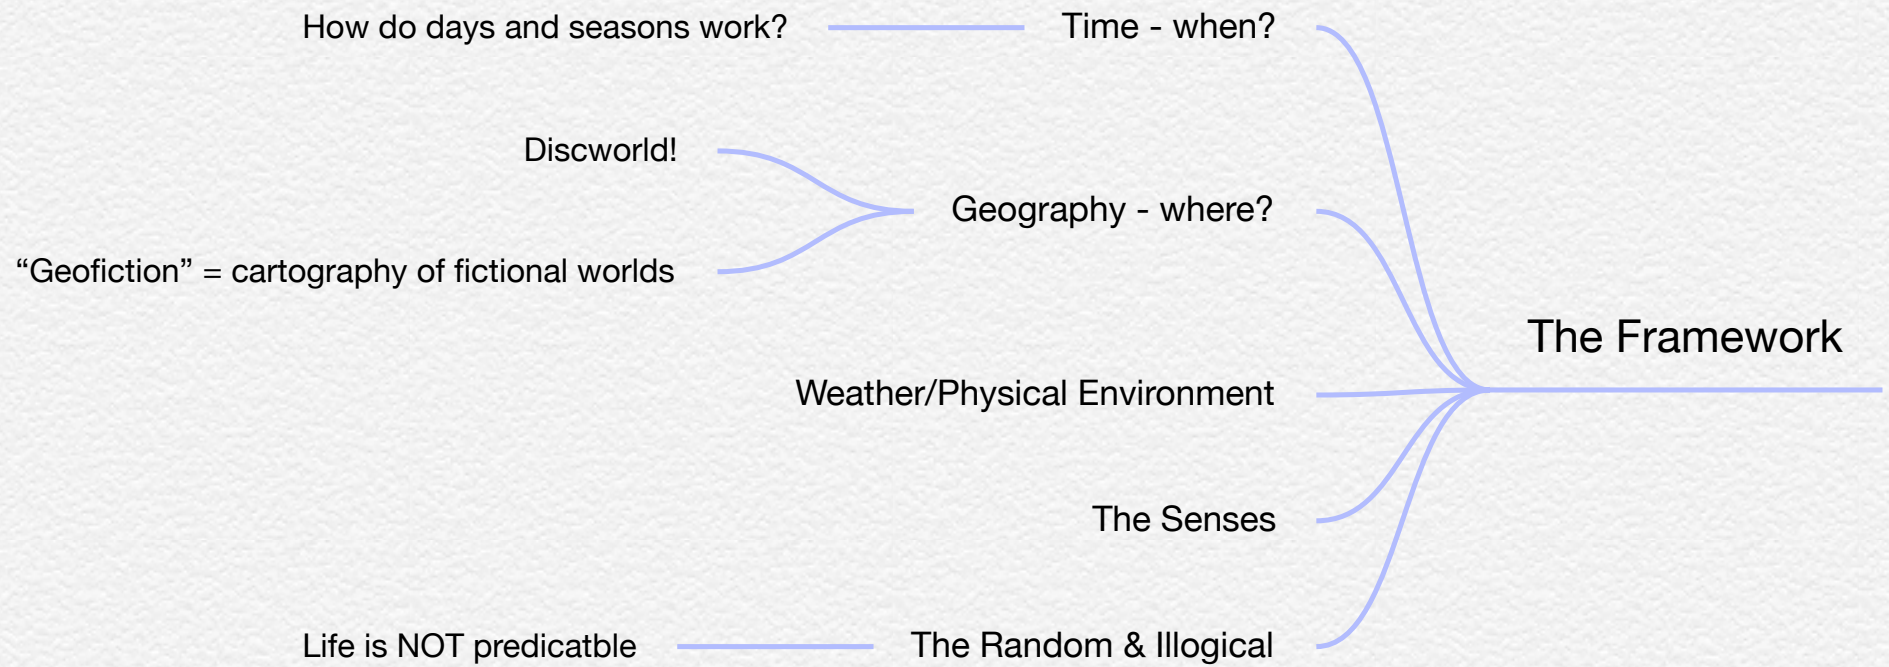 How do days and seasons work?
Time - when?
Discworld!
Geography - where?
“Geofiction” = cartography of fictional worlds
The Framework
Weather/Physical Environment
The Senses
Life is NOT predicatble
The Random & Illogical